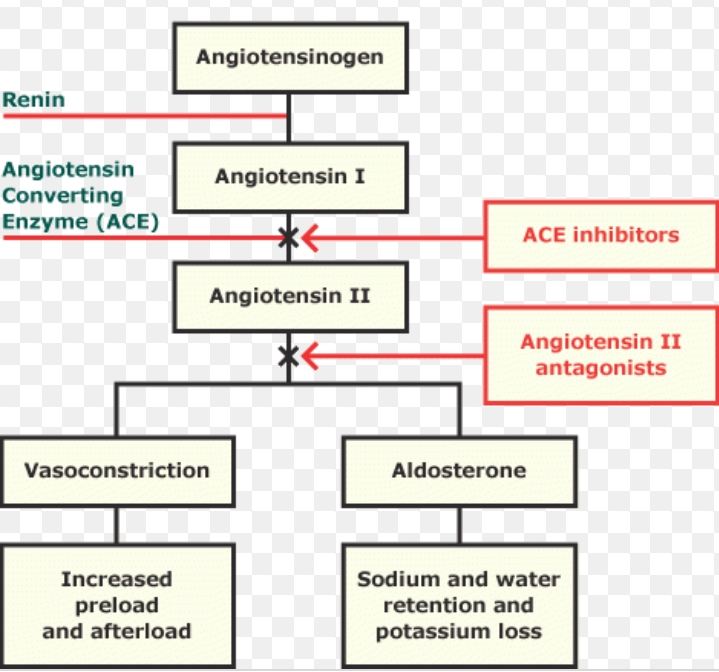 Angiotensinogen
Renin
Angiotensin I
Angiotensin
Converting
Enzyme (ACE)
ACE inhibitors
Angiotensin II
Angiotensin II
antagonists
Vasoconstriction
Aldosterone
Increased
preload
and afterload
Sodium and water
retention and
potassium loss